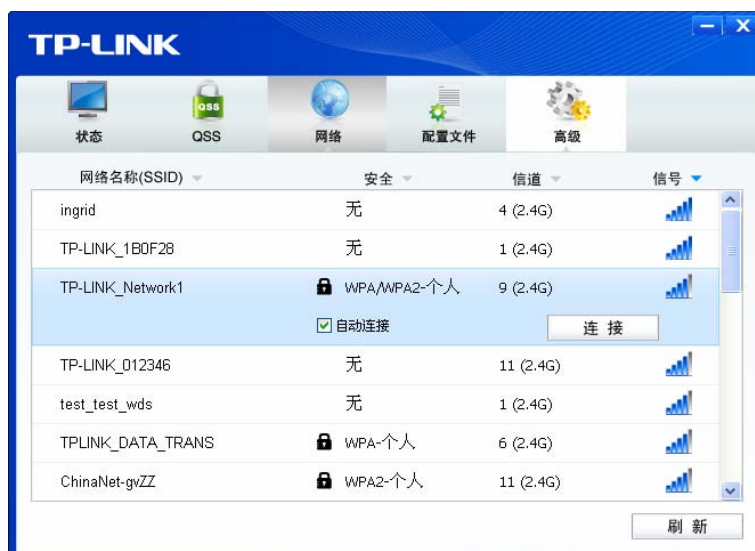 TP-LINK
QSS
状态 QSS 网络 配置文件 高级
网络名称(SSID) 安全 信道 信号
ingrid 无 4 (2.4G)
TP-LINK_1B0F28 无 1 (2.4G)
TP-LINK_Network1 WPA/WPA2-个人 9 (2.4G)
自动连接 连 接
TP-LINK_012346 无 11 (2.4G)
test_test_wds 无 1 (2.4G)
TPLINK_DATA_TRANS WPA-个人 6 (2.4G)
ChinaNet-gvZZ WPA2-个人 11 (2.4G)
刷 新